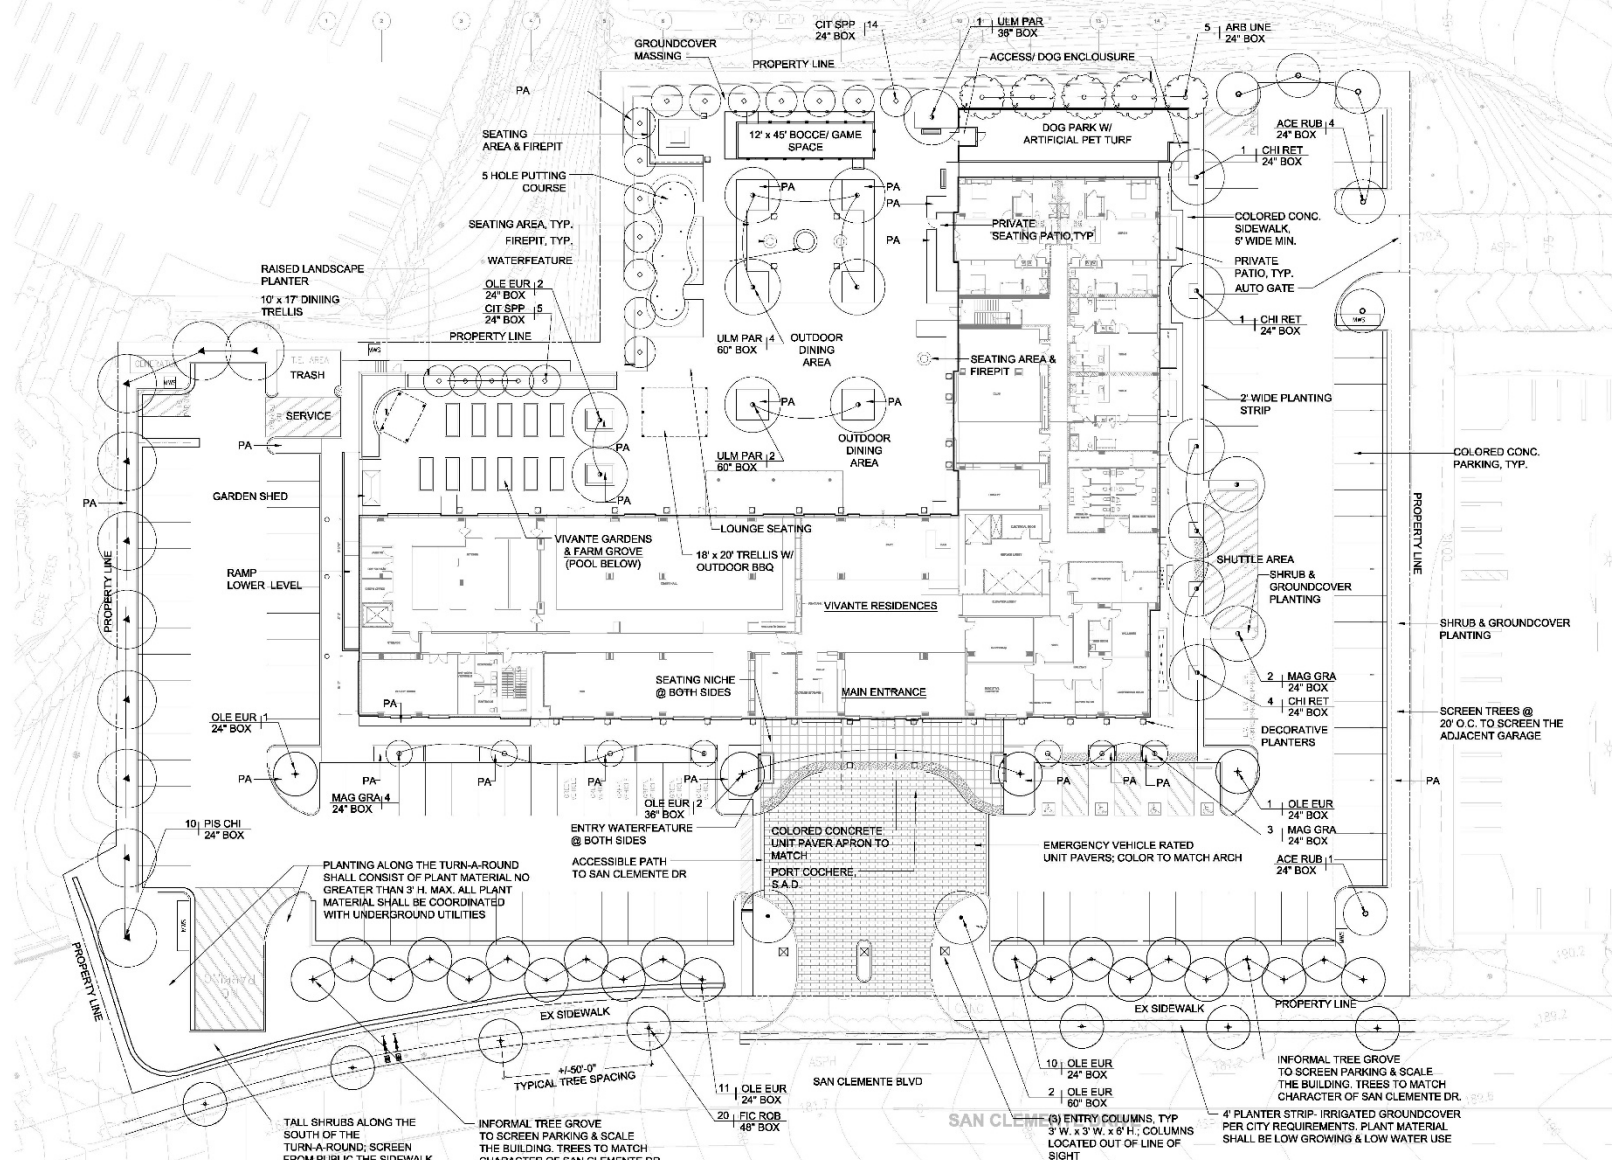 CIT SPP 14
24" BOX
1 ULM PAR
36" BOX
5 ARB UNE
24" BOX
GROUNDCOVER
MASSING
PROPERTY LINE
ACCESS/ DOG ENCLOUSURE
PA
SEATING
AREA & FIREPIT
12' x 45' BOCCE/ GAME
SPACE
DOG PARK W/
ARTIFICIAL PET TURF
ACE RUB 4
24" BOX
1 CHI RET
24" BOX
5 HOLE PUTTING
COURSE
PA
PA
PA
SEATING AREA, TYP.
FIREPIT, TYP.
WATERFEATURE
PRIVATE
SEATING PATIO,TYP
PA
COLORED CONC.
SIDEWALK,
5' WIDE MIN.
PRIVATE
PATIO, TYP.
AUTO GATE
RAISED LANDSCAPE
PLANTER
10' x 17' DINIING
TRELLIS
OLE EUR 2
24" BOX
CIT SPP 5
24" BOX
PROPERTY LINE
1 CHI RET
24" BOX
MWS
MWS
ULM PAR 4
60" BOX
OUTDOOR
DINING
AREA
SEATING AREA &
FIREPIT
GENERATOR
T.E. AREA
TRASH
MWS
SERVICE
2' WIDE PLANTING
STRIP
PA
PA
PA
PA
OUTDOOR
DINING
AREA
ULM PAR 2
60" BOX
COLORED CONC.
PARKING, TYP.
PA
GARDEN SHED
PA
PROPERTY LINE
LOUNGE SEATING
VIVANTE GARDENS
& FARM GROVE
(POOL BELOW)
18' x 20' TRELLIS W/
OUTDOOR BBQ
SHUTTLE AREA
RAMP
LOWER LEVEL
SHRUB &
GROUNDCOVER
PLANTING
PROPERTY LINE
VIVANTE RESIDENCES
SHRUB & GROUNDCOVER
PLANTING
SEATING NICHE
@ BOTH SIDES
MAIN ENTRANCE
2 MAG GRA
24" BOX
4 CHI RET
24" BOX
PA
OLE EUR 1
24" BOX
DECORATIVE
PLANTERS
SCREEN TREES @
20' O.C. TO SCREEN THE
ADJACENT GARAGE
PA
PA
PA
PA
PA
PA
PA
PA
PA
MAG GRA 4
24" BOX
OLE EUR 2
36" BOX
1 OLE EUR
24" BOX
3 MAG GRA
24" BOX
10 PIS CHI
24" BOX
ENTRY WATERFEATURE
@ BOTH SIDES
COLORED CONCRETE
UNIT PAVER APRON TO
MATCH
EMERGENCY VEHICLE RATED
UNIT PAVERS; COLOR TO MATCH ARCH
ACCESSIBLE PATH
TO SAN CLEMENTE DR
PORT COCHERE,
S.A.D.
ACE RUB 1
24" BOX
PLANTING ALONG THE TURN-A-ROUND
SHALL CONSIST OF PLANT MATERIAL NO
GREATER THAN 3' H. MAX. ALL PLANT
MATERIAL SHALL BE COORDINATED
WITH UNDERGROUND UTILITIES
MWS
MWS
PROPERTY LINE
EX SIDEWALK
EX SIDEWALK
PROPERTY LINE
+/-50'-0"
TYPICAL TREE SPACING
SAN CLEMENTE BLVD
11 OLE EUR
24" BOX
20 FIC ROB
48" BOX
10 OLE EUR
24" BOX
2 OLE EUR
60" BOX
(3) ENTRY COLUMNS, TYP
3' W. x 3' W. x 6' H.; COLUMNS
LOCATED OUT OF LINE OF
SIGHT
INFORMAL TREE GROVE
TO SCREEN PARKING & SCALE
THE BUILDING. TREES TO MATCH
CHARACTER OF SAN CLEMENTE DR.
4' PLANTER STRIP- IRRIGATED GROUNDCOVER
PER CITY REQUIREMENTS. PLANT MATERIAL
SHALL BE LOW GROWING & LOW WATER USE
TALL SHRUBS ALONG THE
SOUTH OF THE
TURN-A-ROUND; SCREEN
FROM PUBLIC THE SIDEWALK
INFORMAL TREE GROVE
TO SCREEN PARKING & SCALE
THE BUILDING. TREES TO MATCH
CHARACTER OF SAN CLEMENTE DR.